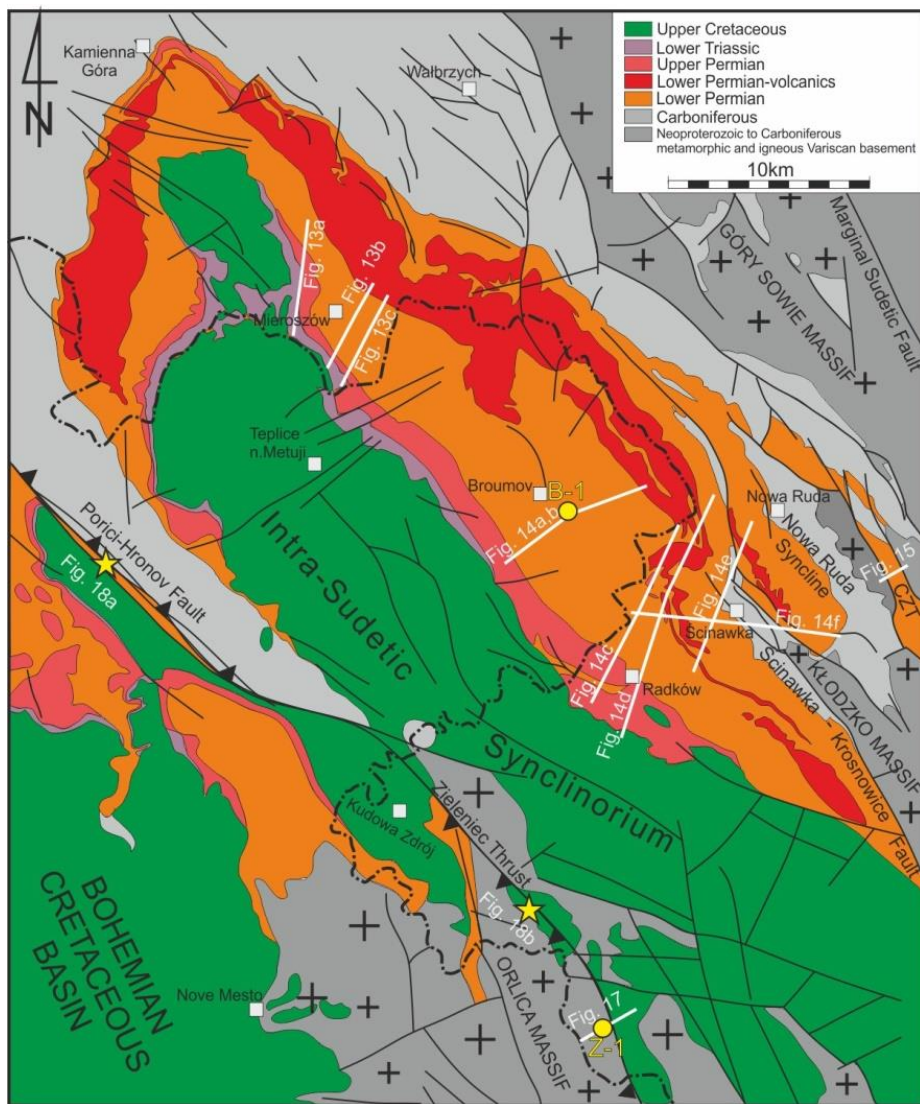 Upper Cretaceous
Lower Triassic
Upper Permian
Lower Permian-volcanics
Lower Permian
Carboniferous
Neoproterozoic to Carboniferous
metamorphic and igneous Variscan basement
10km
N
Kamienna
Góra
Wałbrzych
Marginal Sudetic Fault
GÓRY SOWIE MASSIF
Fig. 13a
Fig. 13b
Fig. 13c
Mieroszów
Teplice
n.Metuji
Broumov
B-1
Fig. 14a,b
Nowa Ruda
Nowa Ruda
Syncline
Fig. 15
CZT
Porici-Hronov Fault
Fig. 18a
Intra-Sudetic
Synclinorium
Fig. 14e
Fig. 14f
Scinawka
Fig. 14c
Fig. 14d
Radków
KŁODZKO MASSIF
Scinawka - Krosnowice
Fault
Kudowa Zdrój
Zieleniec Thrust
Fig. 18b
BOHEMIAN
CRETACEOUS
BASIN
Nove Mesto
ORLICA MASSIF
Fig. 17
Z-1